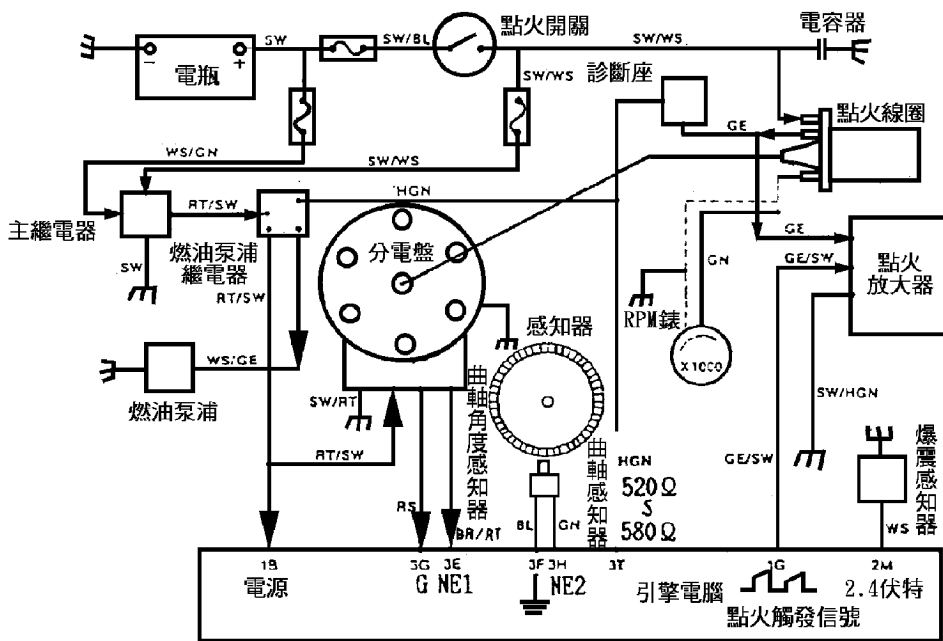 點火開關
電容器
SW
SW/BL
SW/WS
－ ＋
電瓶
SW/WS
診斷座
點火線圈
GE
WS/GN
SW/WS
HGN
RT/SW
主繼電器
燃油泵浦
繼電器
分電盤
SW
RT/SW
GN
GE
GE/SW
點火
放大器
RPM錶
感知器
X1000
WS/GE
燃油泵浦
SW/RT
曲軸角度感知器
SW/HGN
RT/SW
曲軸感知器
HGN
520Ω
S
580Ω
GE/SW
爆震感知器
RS
BR/RT
BL
GN
WS
1B
3G
3E
3F
3H
3T
2M
電源
G
NE1
NE2
引擎電腦
2.4伏特
點火觸發信號